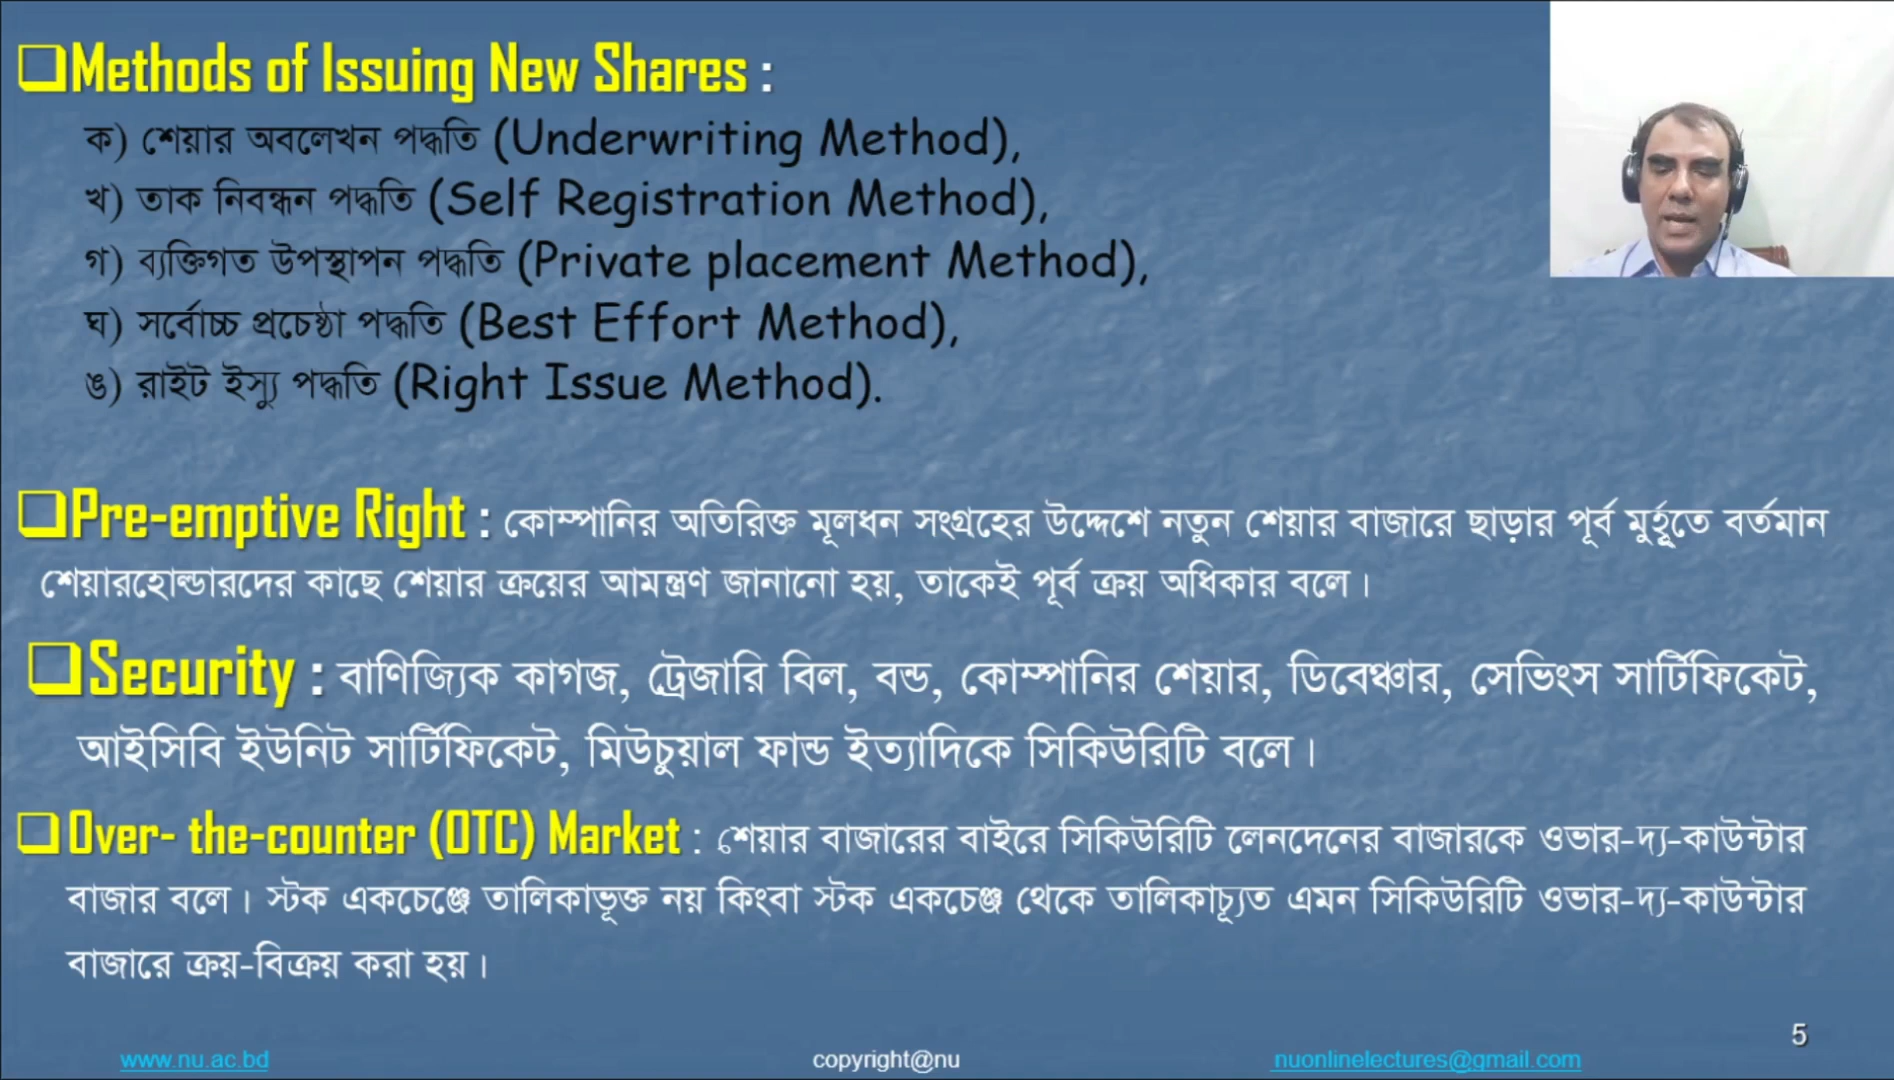 Methods of Issuing New Shares :
ক) শেয়ার অবলেখন পদ্ধতি (Underwriting Method),
খ) তাক নিবন্ধন পদ্ধতি (Self Registration Method),
গ) ব্যক্তিগত উপস্থাপন পদ্ধতি (Private placement Method),
ঘ) সর্বোচ্চ প্রচেষ্ঠা পদ্ধতি (Best Effort Method),
ঙ) রাইট ইস্যু পদ্ধতি (Right Issue Method).
Pre-emptive Right : কোম্পানির অতিরিক্ত মূলধন সংগ্রহের উদ্দেশে নতুন শেয়ার বাজারে ছাড়ার পূর্ব মুর্হূতে বর্তমান
শেয়ারহোল্ডারদের কাছে শেয়ার ক্রয়ের আমন্ত্রণ জানানো হয়, তাকেই পূর্ব ক্রয় অধিকার বলে।
Security : বাণিজ্যিক কাগজ, ট্রেজারি বিল, বন্ড, কোম্পানির শেয়ার, ডিবেঞ্চার, সেভিংস সার্টিফিকেট,
আইসিবি ইউনিট সার্টিফিকেট, মিউচুয়াল ফান্ড ইত্যাদিকে সিকিউরিটি বলে।
Over- the-counter (OTC) Market : শেয়ার বাজারের বাইরে সিকিউরিটি লেনদেনের বাজারকে ওভার-দ্য-কাউন্টার
বাজার বলে। স্টক একচেঞ্জে তালিকাভূক্ত নয় কিংবা স্টক একচেঞ্জ থেকে তালিকাচ্যূত এমন সিকিউরিটি ওভার-দ্য-কাউন্টার
বাজারে ক্রয়-বিক্রয় করা হয়।
5
www.nu.ac.bd copyright@nu nuonlinelectures@gmail.com